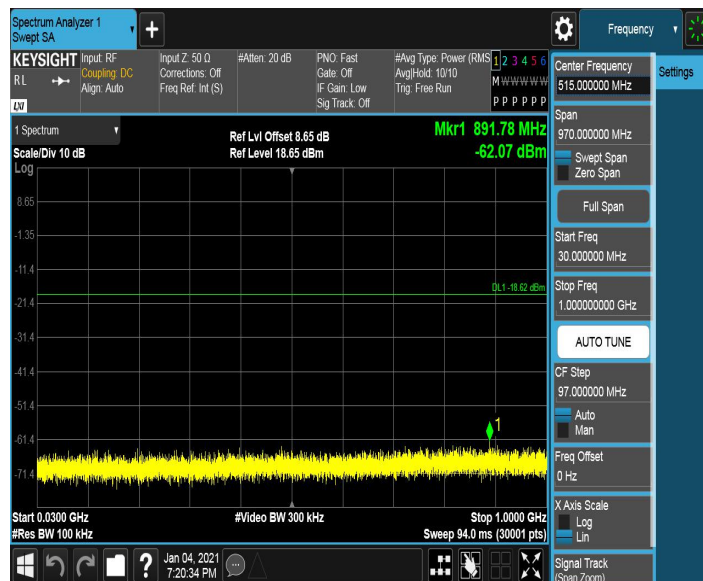 Spectrum Analyzer 1
Swept SA
Frequency
KEYSIGHT
RL
LXI
Input: RF
Coupling: DC
Align: Auto
Input Z: 50 Ω
Corrections: Off
Freq Ref: Int (S)
#Atten: 20 dB
PNO: Fast
Gate: Off
IF Gain: Low
Sig Track: Off
#Avg Type: Power (RMS
Avg|Hold: 10/10
Trig: Free Run
1 2 3 4 5 6
M W W W W W
P P P P P P
1 Spectrum
Scale/Div 10 dB
Ref Lvl Offset 8.65 dB
Ref Level 18.65 dBm
Mkr1 891.78 MHz
-62.07 dBm
Log
8.65
-1.35
-11.4
-21.4
-31.4
-41.4
-51.4
-61.4
-71.4
DL1 -18.62 dBm
1
Start 0.0300 GHz
#Res BW 100 kHz
#Video BW 300 kHz
Stop 1.0000 GHz
Sweep 94.0 ms (30001 pts)
Jan 04, 2021
7:20:34 PM
Center Frequency
515.000000 MHz
Span
970.000000 MHz
Swept Span
Zero Span
Full Span
Start Freq
30.000000 MHz
Stop Freq
1.000000000 GHz
AUTO TUNE
CF Step
97.000000 MHz
Auto
Man
Freq Offset
0 Hz
X Axis Scale
Log
Lin
Signal Track
(Span Zoom)
Settings